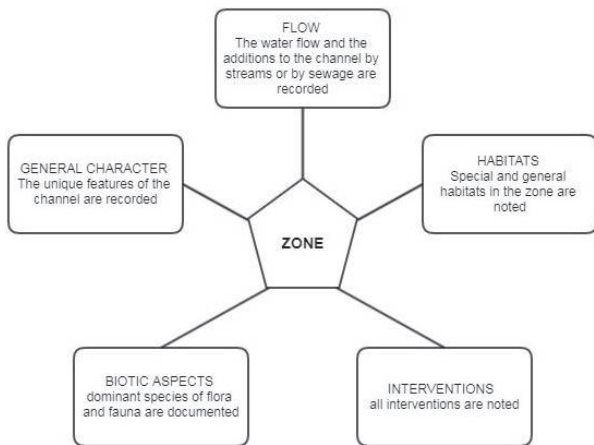 FLOW
The water flow and the
additions to the channel by
streams or by sewage are
recorded
GENERAL CHARACTER
The unique features of the
channel are recorded
HABITATS
Special and general
habitats in the zone are
noted
ZONE
BIOTIC ASPECTS
dominant species of flora
and fauna are documented
INTERVENTIONS
all interventions are noted